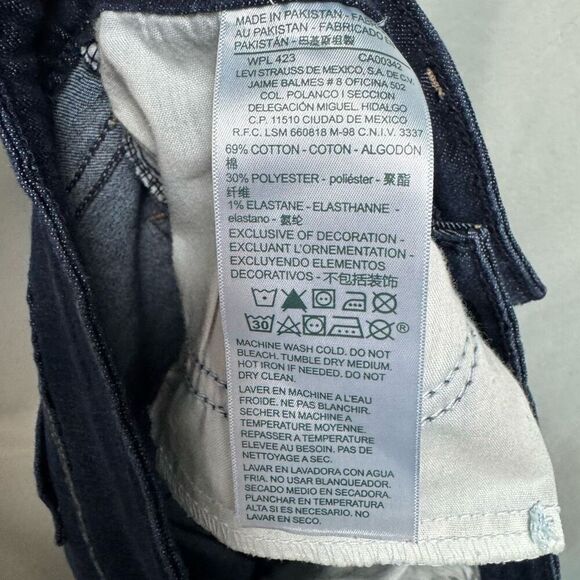 MADE IN PAKISTAN - FA
AU PAKISTAN - FABRICADO
PAKISTÁN - 巴基斯坦製
WPL 423 CA00342
LEVI STRAUSS DE MEXICO, S.A. DE C.V.
JAIME BALMES # 8 OFICINA 502
COL. POLANCO I SECCION
DELEGACIÓN MIGUEL. HIDALGO
C.P. 11510 CIUDAD DE MEXICO
R.F.C. LSM 660818 M-98 C.N.I.V. 3337
69% COTTON - COTON - ALGODÓN
棉
30% POLYESTER - poliéster - 聚酯
纤维
1% ELASTANE - ELASTHANNE -
elastano - 氨纶
EXCLUSIVE OF DECORATION -
EXCLUANT L'ORNEMENTATION -
EXCLUYENDO ELEMENTOS
DECORATIVOS - 不包括装饰
30 ®
MACHINE WASH COLD. DO NOT
BLEACH. TUMBLE DRY MEDIUM.
HOT IRON IF NEEDED. DO NOT
DRY CLEAN.
LAVER EN MACHINE A L'EAU
FROIDE. NE PAS BLANCHIR.
SECHER EN MACHINE A
TEMPERATURE MOYENNE.
REPASSER A TEMPERATURE
ELEVEE AU BESOIN. PAS DE
NETTOYAGE A SEC.
LAVAR EN LAVADORA CON AGUA
FRIA. NO USAR BLANQUEADOR.
SECADO MEDIO EN SECADORA.
PLANCHAR EN TEMPERATURA
ALTA SI ES NECESARIO. NO
LAVAR EN SECO.